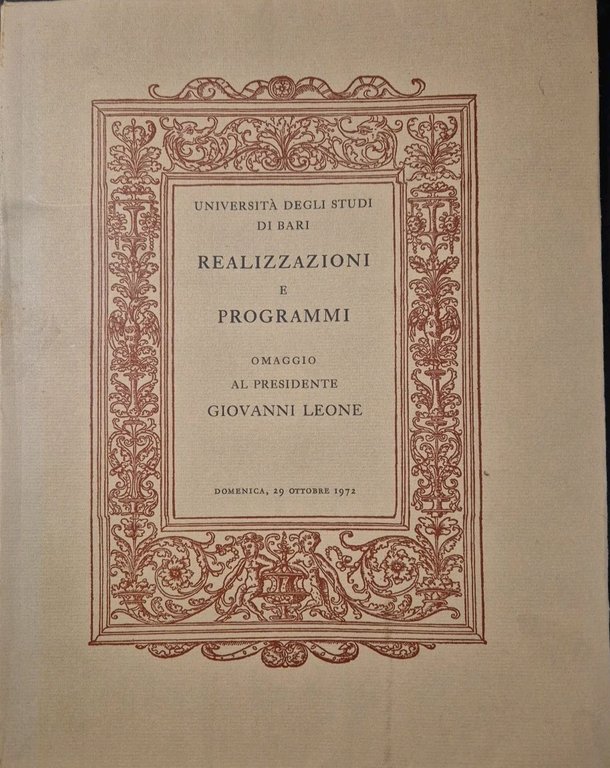 UNIVERSITÀ DEGLI STUDI
DI BARI
REALIZZAZIONI
E
PROGRAMMI
OMAGGIO
AL PRESIDENTE
GIOVANNI LEONE
DOMENICA, 29 OTTOBRE 1972